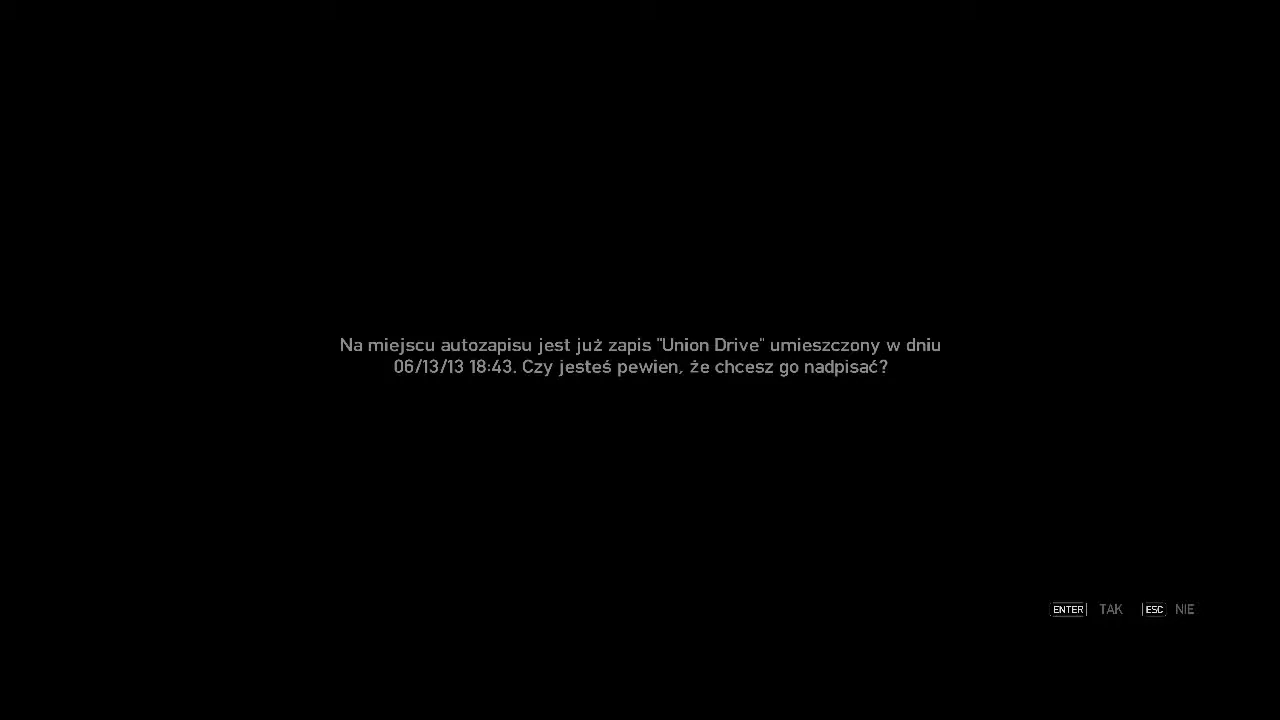 Na miejscu autozapisu jest już zapis "Union Drive" umieszczony w dniu
06/13/13 18:43. Czy jesteś pewien, że chcesz go nadpisać?
ENTER TAK ESC NIE